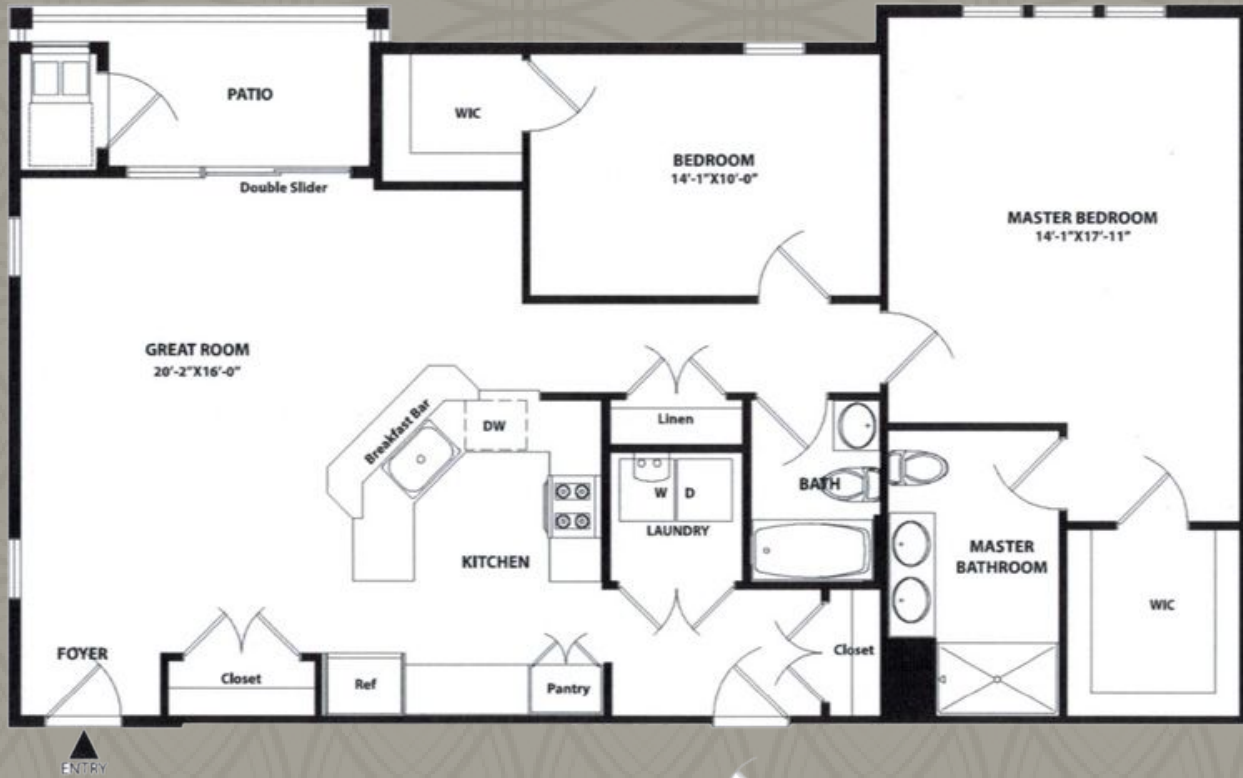 PATIO
WIC
Double Slider
BEDROOM
14'-1"X10'-0"
MASTER BEDROOM
14'-1"X17'-11"
GREAT ROOM
20'-2"X16'-0"
Breakfast Bar
DW
Linen
W D
LAUNDRY
BATH
KITCHEN
MASTER
BATHROOM
WIC
FOYER
Closet
Ref
Pantry
Closet
ENTRY